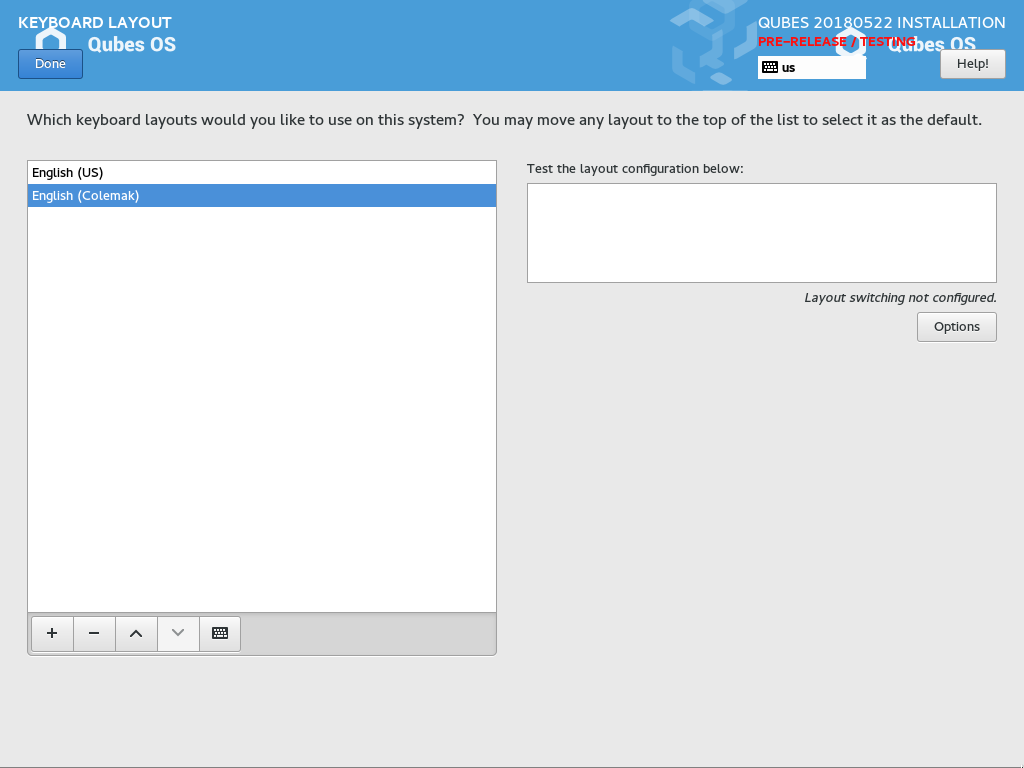 KEYBOARD LAYOUT
Qubes OS
Done
QUBES 20180522 INSTALLATION
PRE-RELEASE / TESTING
Qubes OS
us
Help!
Which keyboard layouts would you like to use on this system?  You may move any layout to the top of the list to select it as the default.
English (US)
English (Colemak)
Test the layout configuration below:
Layout switching not configured.
Options